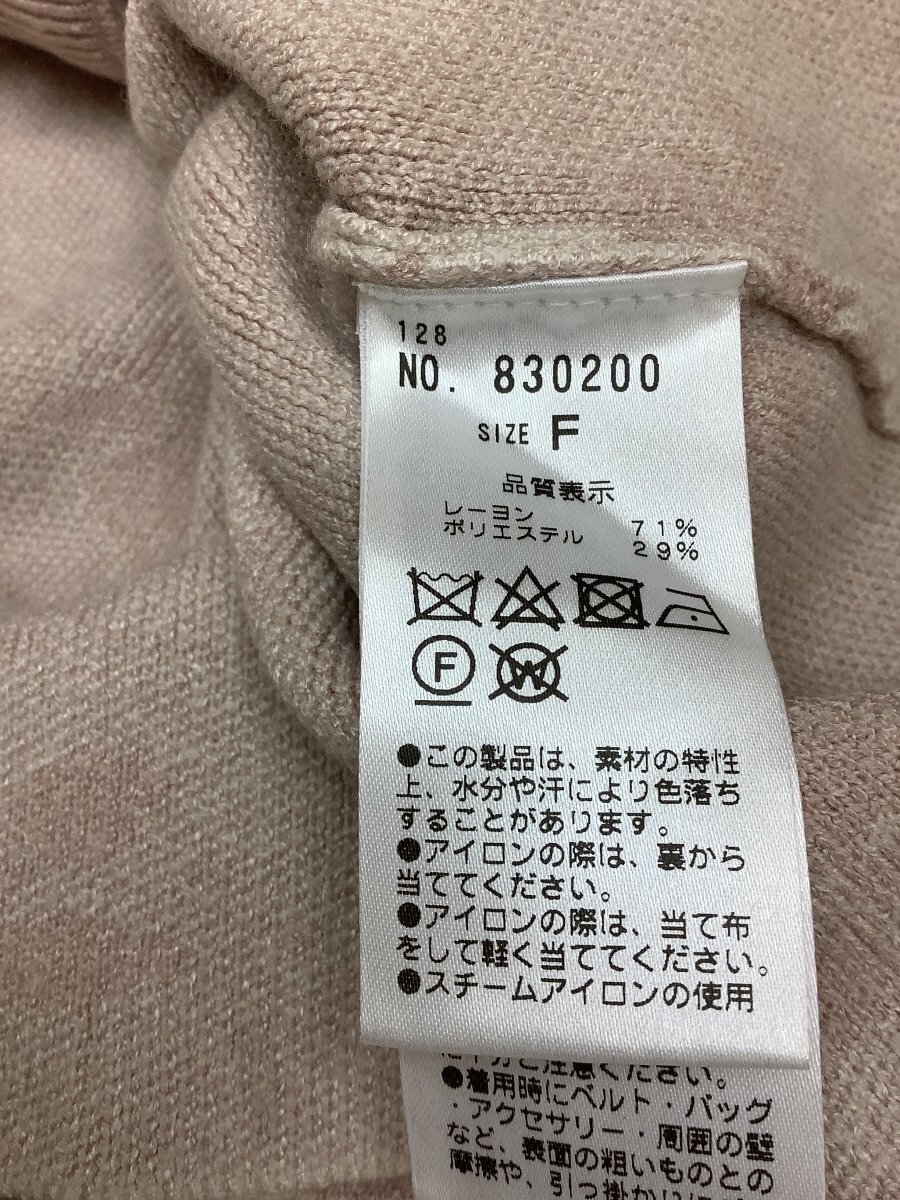 128
NO. 830200
SIZE F
品質表示
レーヨン 71%
ポリエステル 29%
F W
●この製品は、素材の特性
上、水分や汗により色落ち
することがあります。
●アイロンの際は、裏から
当ててください。
●アイロンの際は、当て布
をして軽く当ててください。
●スチームアイロンの使用
ください。
●着用時にベルト・バッグ
・アクセサリー・周囲の壁
など、表面の粗いものとの
摩擦や、引っ掛かり